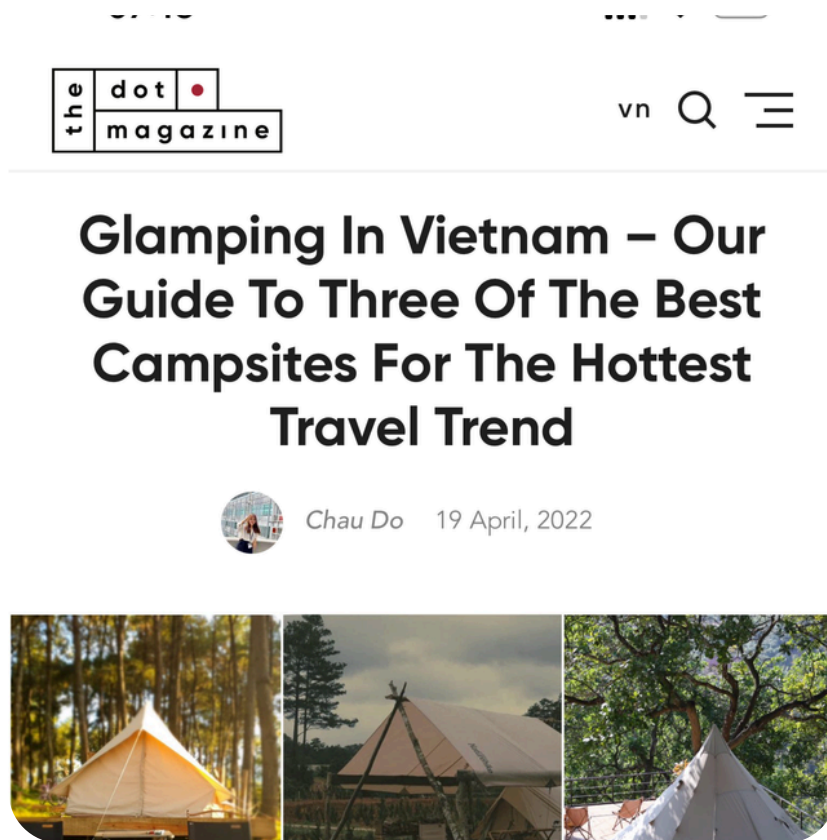 the
dot
magazine
vn
Glamping In Vietnam – Our
Guide To Three Of The Best
Campsites For The Hottest
Travel Trend
Chau Do 19 April, 2022